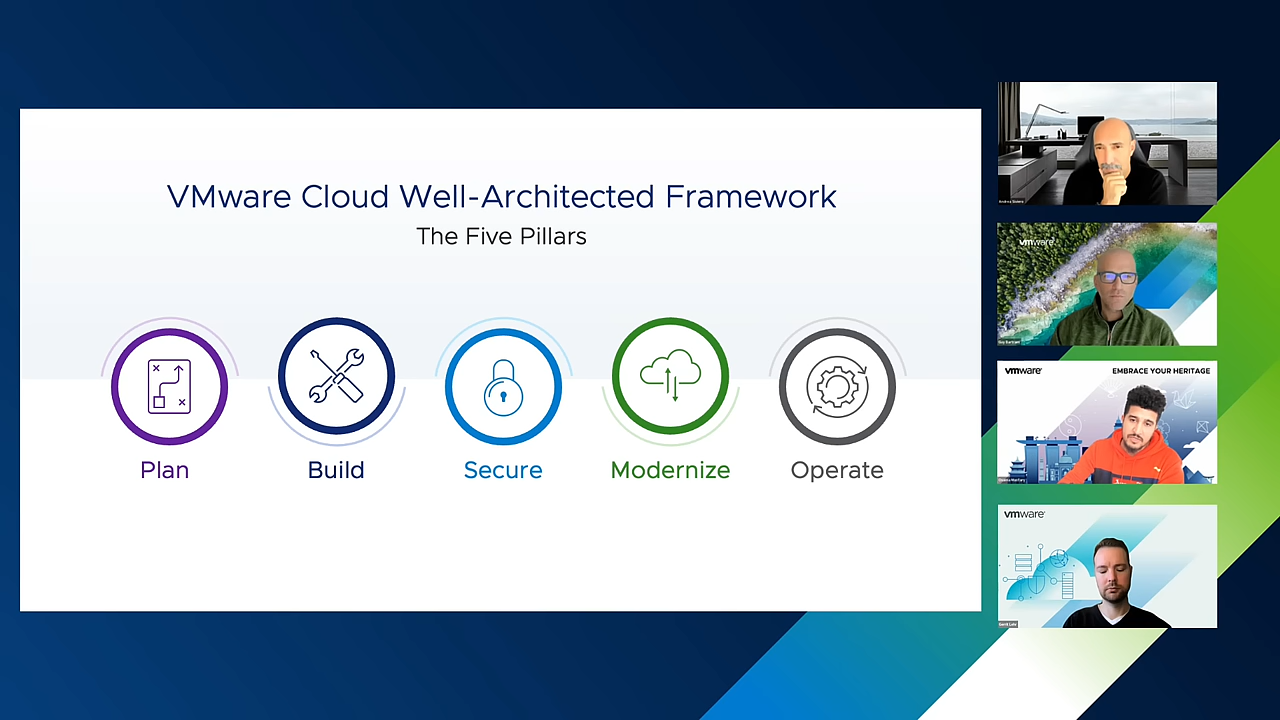 VMware Cloud Well-Architected Framework
The Five Pillars
Plan
Build
Secure
Modernize
Operate
vmware
vmware
EMBRACE YOUR HERITAGE
vmware